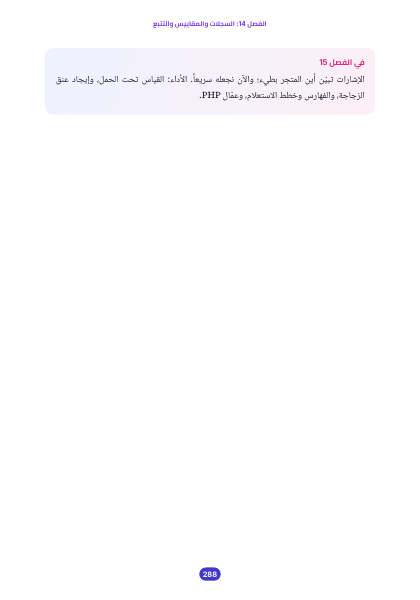 الفصل 14: السجلات والمقاييس والتتبع
في الفصل 15
الإشارات تبيّن أين المتجر بطيء؛ والآن نجعله سريعاً. الأداء: القياس تحت الحمل، وإيجاد عنق
الزجاجة، والفهارس وخطط الاستعلام، وعمّال PHP.
288